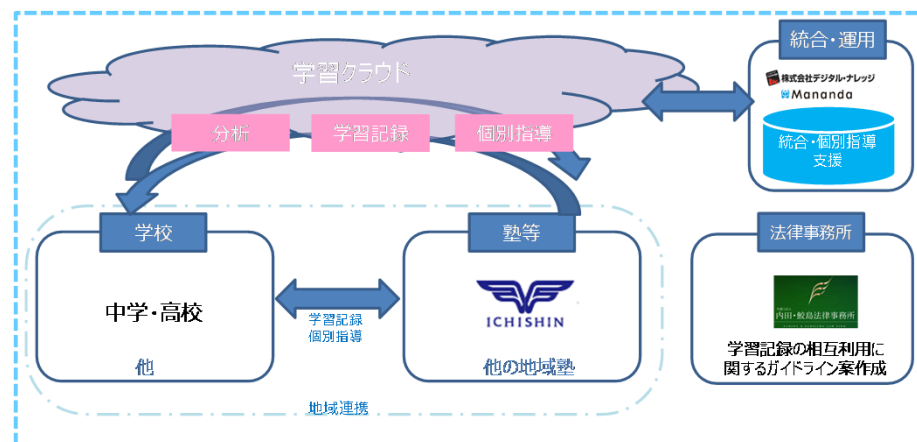 学習クラウド
統合・運用
株式会社デジタル・ナレッジ
Mananda
分析
学習記録
個別指導
統合・個別指導
支援
学校
塾等
法律事務所
中学・高校
学習記録
個別指導
ICHISHIN
内田・鮫島法律事務所
学習記録の相互利用に
関するガイドライン案作成
他
他の地域塾
地域連携